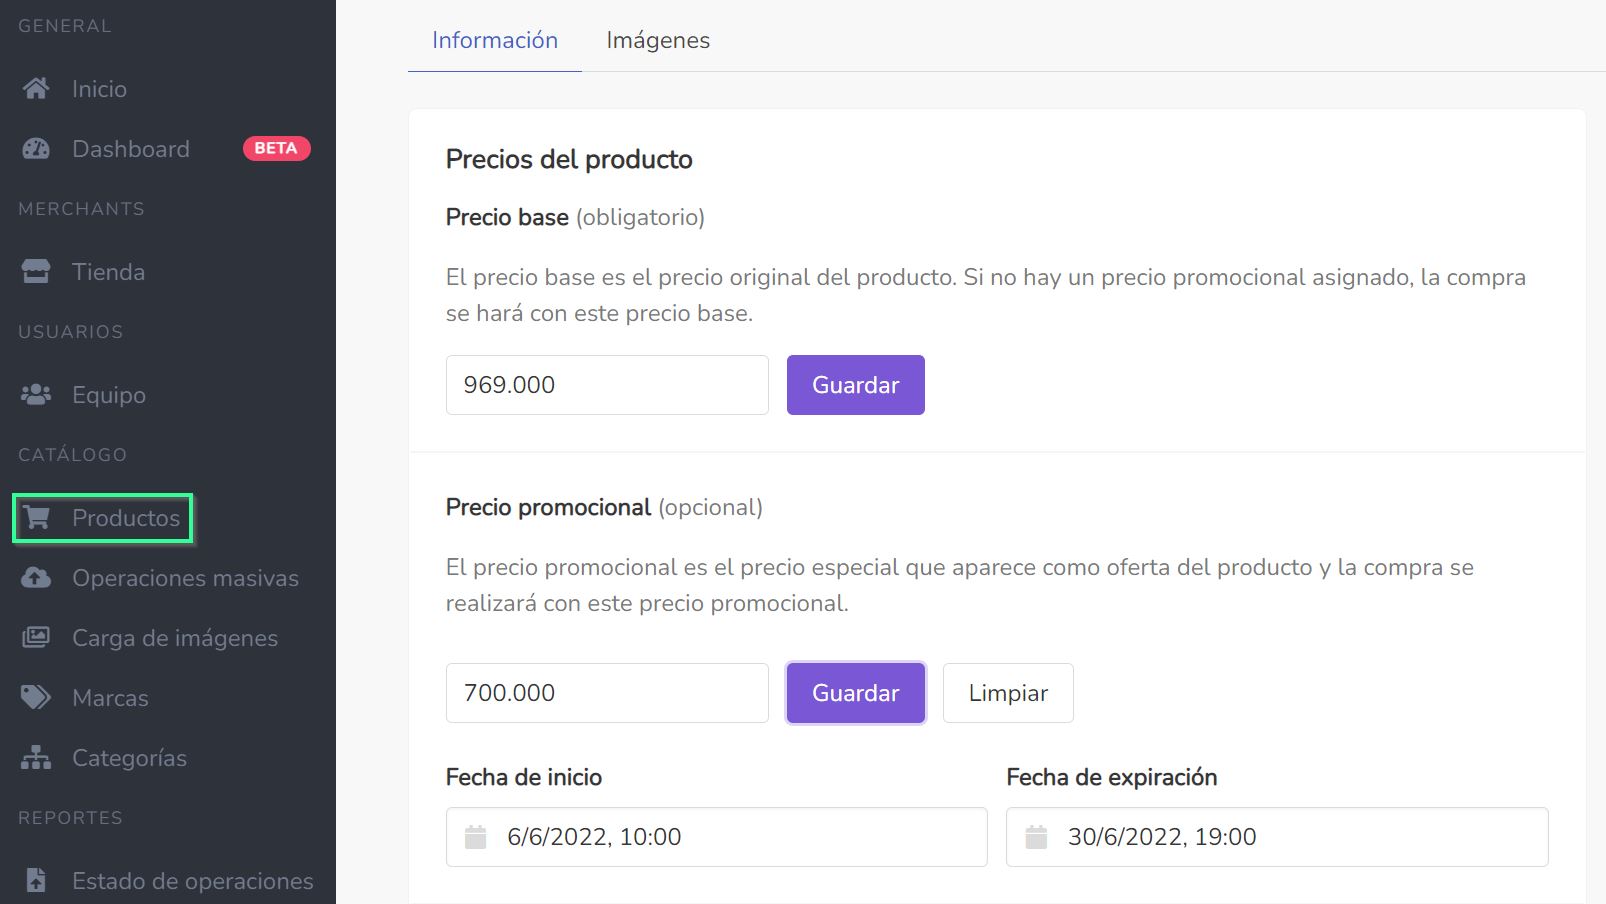 GENERAL
Inicio
Dashboard BETA
MERCHANTS
Tienda
USUARIOS
Equipo
CATÁLOGO
Productos
Operaciones masivas
Carga de imágenes
Marcas
Categorías
REPORTES
Estado de operaciones
Información Imágenes
Precios del producto
Precio base (obligatorio)
El precio base es el precio original del producto. Si no hay un precio promocional asignado, la compra
se hará con este precio base.
969.000 Guardar
Precio promocional (opcional)
El precio promocional es el precio especial que aparece como oferta del producto y la compra se
realizará con este precio promocional.
700.000 Guardar Limpiar
Fecha de inicio Fecha de expiración
6/6/2022, 10:00 30/6/2022, 19:00